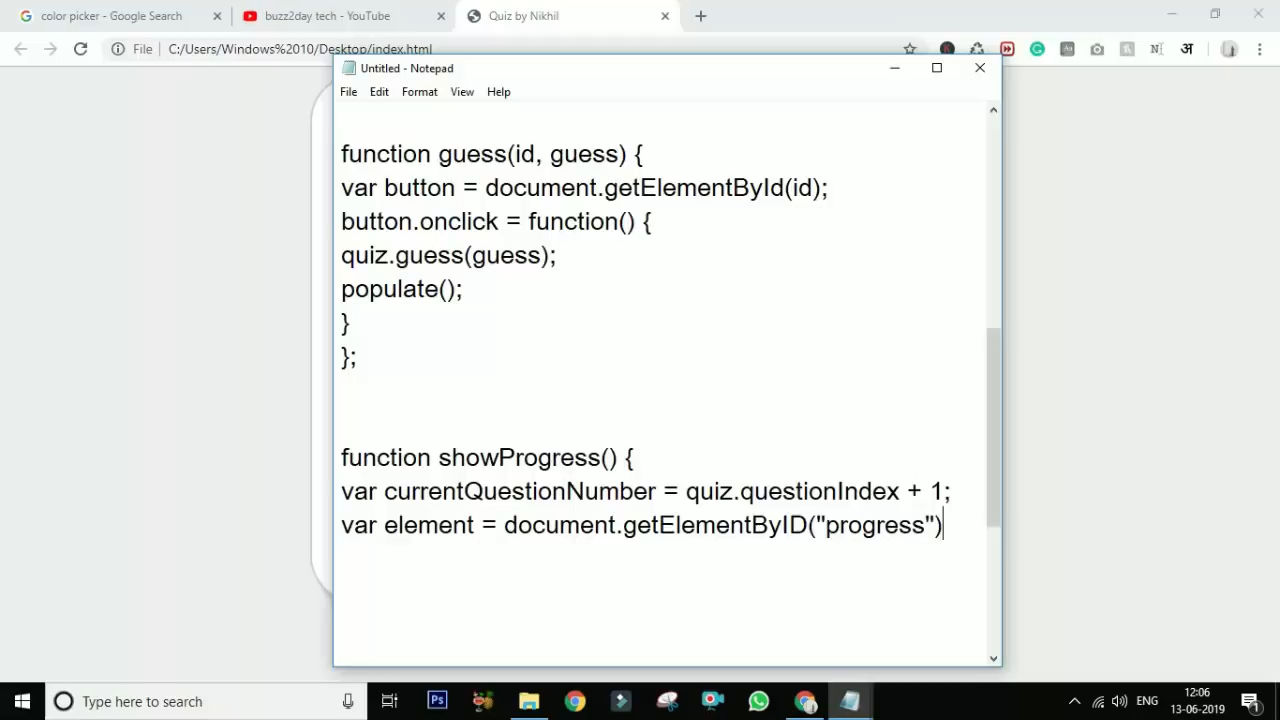 color picker - Google Search
buzz2day tech - YouTube
Quiz by Nikhil
File
C:/Users/Windows%2010/Desktop/index.html
Untitled - Notepad
File Edit Format View Help
function guess(id, guess) {
var button = document.getElementById(id);
button.onclick = function() {
quiz.guess(guess);
populate();
}
};
function showProgress() {
var currentQuestionNumber = quiz.questionIndex + 1;
var element = document.getElementByID("progress")
Type here to search
Ps
ENG
12:06
13-06-2019